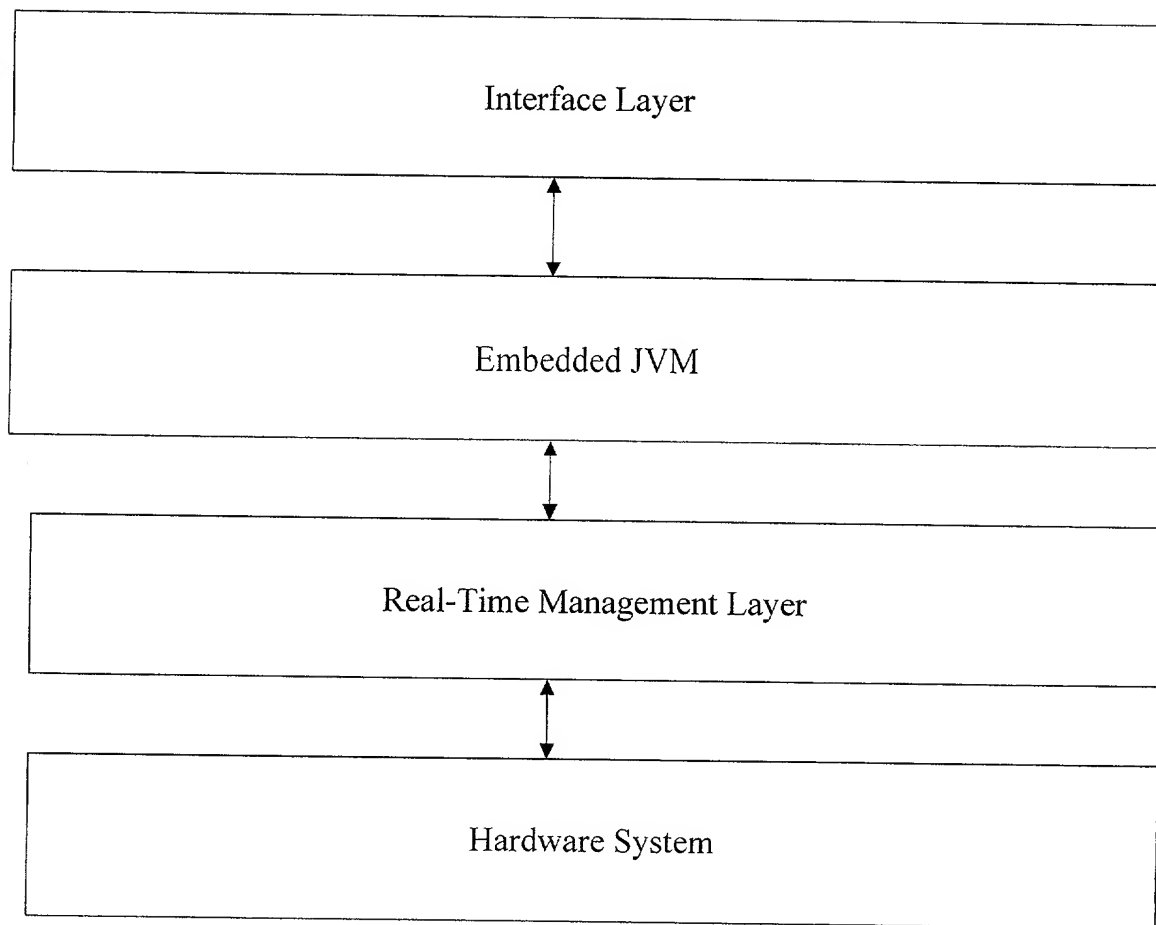 Interface Layer
Embedded JVM
Real-Time Management Layer
Hardware System